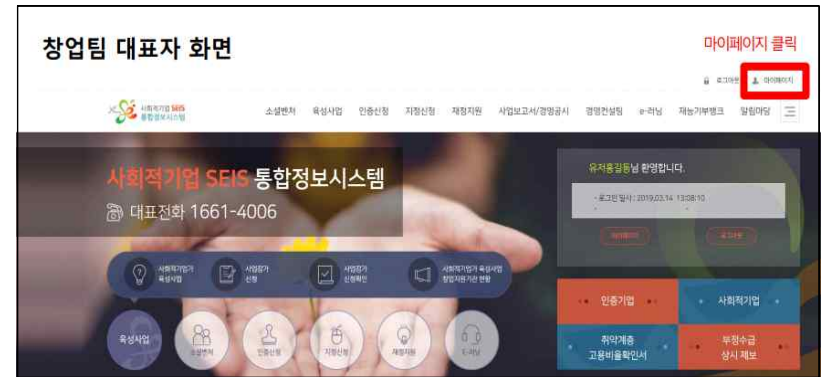 창업팀 대표자 화면
마이페이지 클릭
로그아웃 마이페이지
사회적기업 SEIS
통합정보시스템
소셜벤처 육성사업 인증신청 지정신청 재정지원 사업보고서/경영공시 경영컨설팅 e-러닝 재능기부뱅크 알림마당
사회적기업 SEIS 통합정보시스템
대표전화 1661-4006
유저홍길동님 환영합니다.
- 로그인 일시 : 2019.03.14 13:08:10
마이페이지 로그아웃
사회적기업가
육성사업
사업참가
신청
사업참가
신청확인
사회적기업가 육성사업
창업지원기관 현황
육성사업
소셜벤처
인증신청
지정신청
재정지원
E-러닝
인증기업
사회적기업
취약계층
고용비율확인서
부정수급
상시 제보